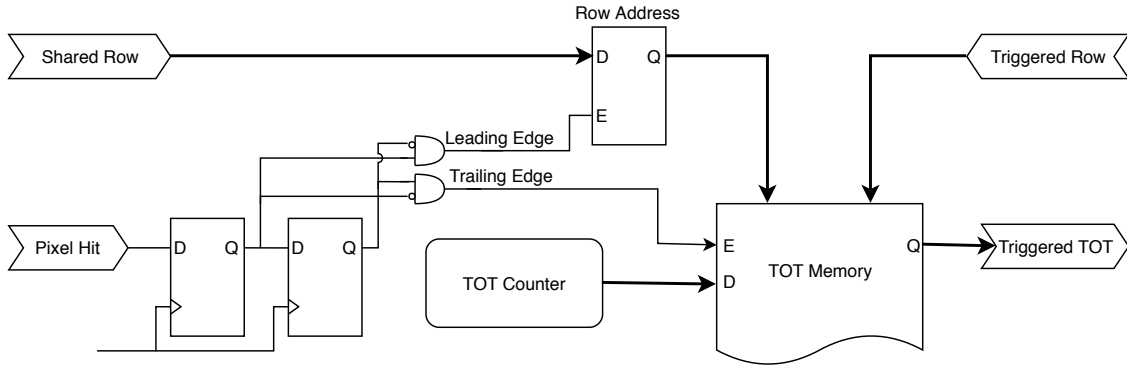 Row Address
Shared Row
D
Q
Triggered Row
E
Leading Edge
Trailing Edge
Pixel Hit
D
Q
D
Q
TOT Counter
E
D
TOT Memory
Q
Triggered TOT